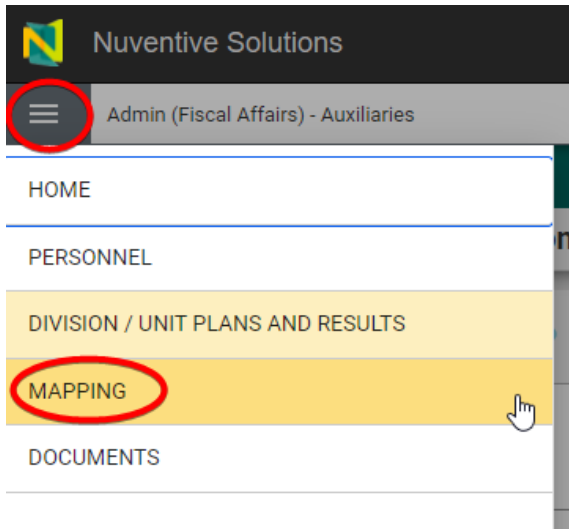 Nuventive Solutions
Admin (Fiscal Affairs) - Auxiliaries
HOME
PERSONNEL
DIVISION / UNIT PLANS AND RESULTS
MAPPING
DOCUMENTS